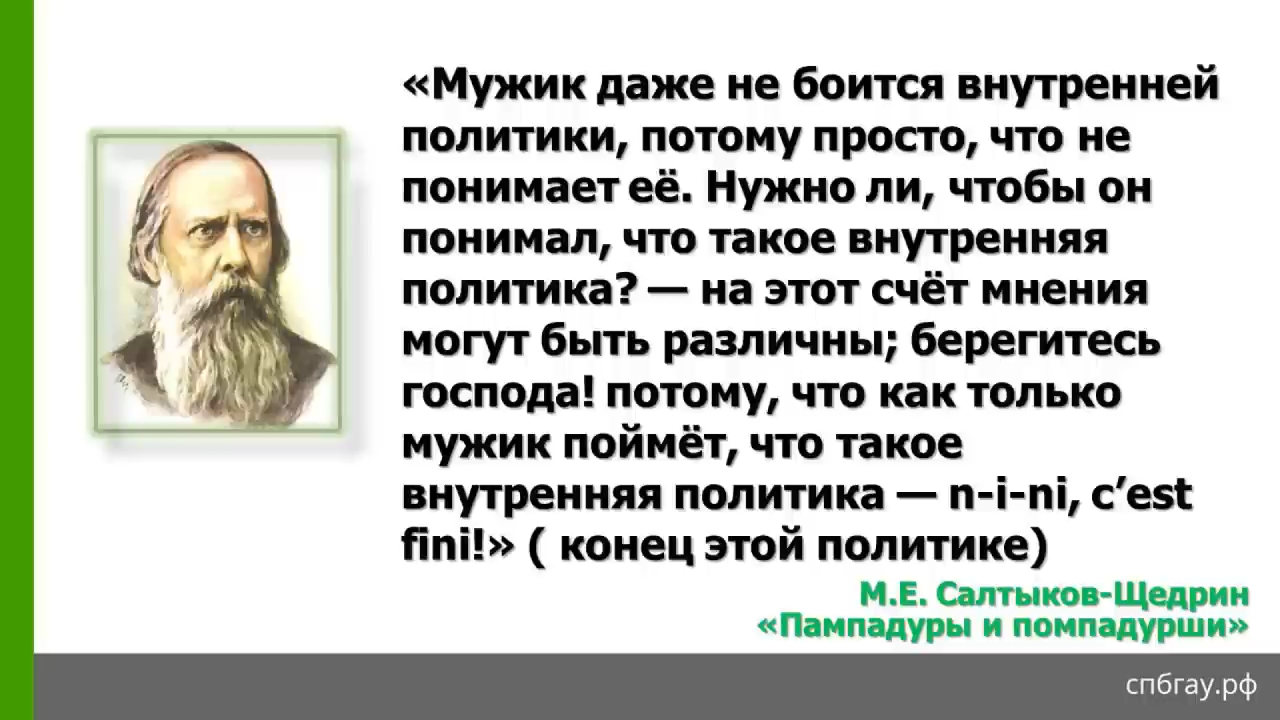 «Мужик даже не боится внутренней
политики, потому просто, что не
понимает её. Нужно ли, чтобы он
понимал, что такое внутренняя
политика? — на этот счёт мнения
могут быть различны; берегитесь
господа! потому, что как только
мужик поймёт, что такое
внутренняя политика — n-i-ni, c’est
fini!» ( конец этой политике)
М.Е. Салтыков-Щедрин
«Пампадуры и помпадурши»
спбгау.рф